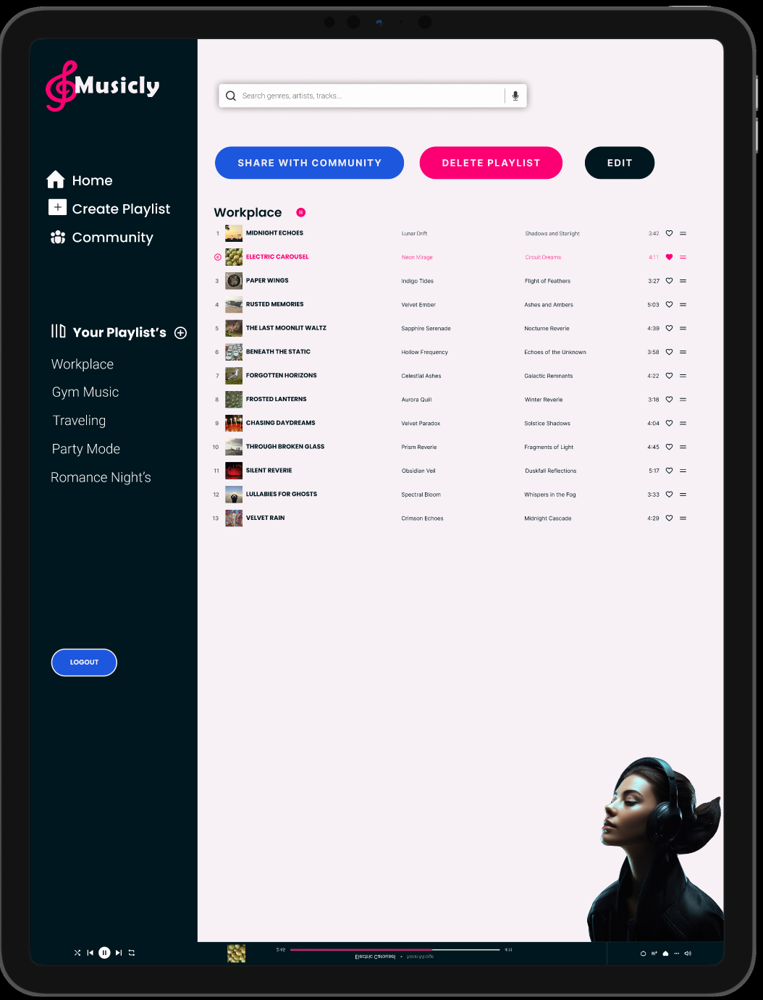 Musicly
Search genres, artists, tracks...
SHARE WITH COMMUNITY
DELETE PLAYLIST
EDIT
Home
Create Playlist
Community
Your Playlist's
Workplace
Gym Music
Traveling
Party Mode
Romance Night's
LOGOUT
Workplace
1 MIDNIGHT ECHOES Lunar Drift Shadows and Starlight 3:42
ELECTRIC CAROUSEL Neon Mirage Circuit Dreams 4:11
3 PAPER WINGS Indigo Tides Flight of Feathers 3:27
4 RUSTED MEMORIES Velvet Ember Ashes and Ambers 5:03
5 THE LAST MOONLIT WALTZ Sapphire Serenade Nocturne Reverie 4:39
6 BENEATH THE STATIC Hollow Frequency Echoes of the Unknown 3:58
7 FORGOTTEN HORIZONS Celestial Ashes Galactic Remnants 4:22
8 FROSTED LANTERNS Aurora Quill Winter Reverie 3:18
9 CHASING DAYDREAMS Velvet Paradox Solstice Shadows 4:04
10 THROUGH BROKEN GLASS Prism Reverie Fragments of Light 4:45
11 SILENT REVERIE Obsidian Veil Duskfall Reflections 5:17
12 LULLABIES FOR GHOSTS Spectral Bloom Whispers in the Fog 3:33
13 VELVET RAIN Crimson Echoes Midnight Cascade 4:29
2:45 4:11
Electric Carousel • Neon Mirage